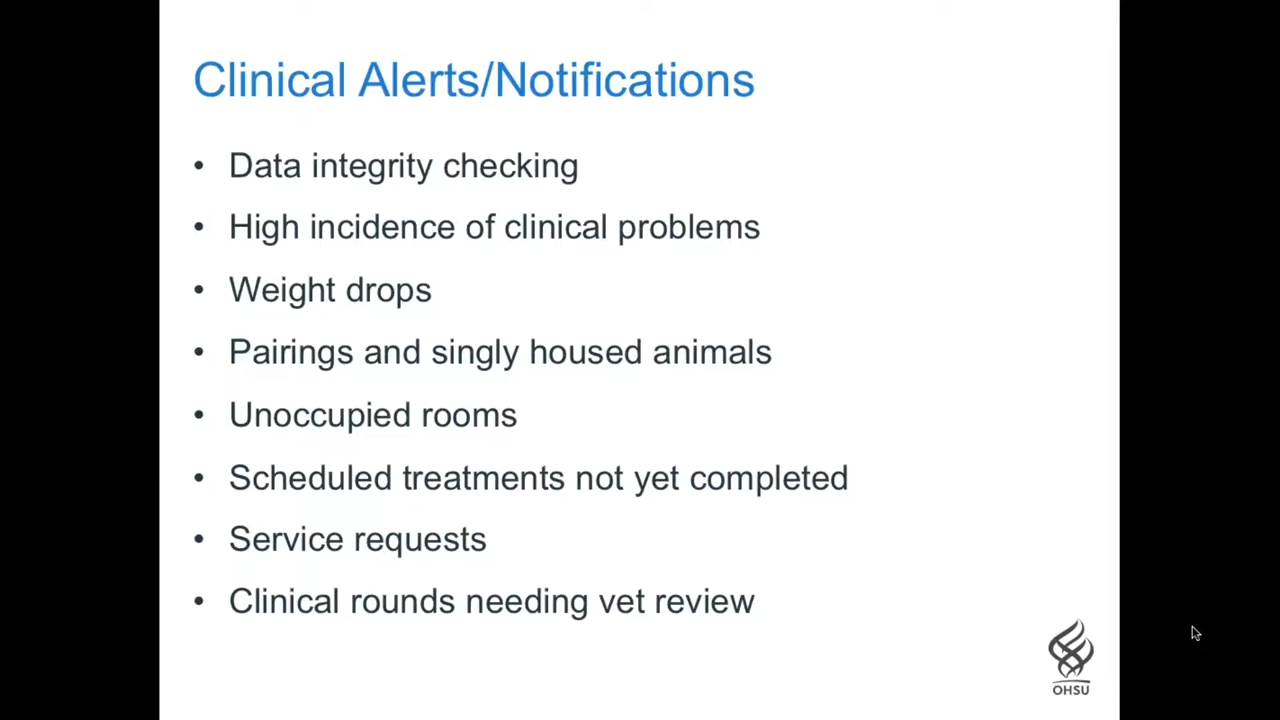 Clinical Alerts/Notifications
• Data integrity checking
• High incidence of clinical problems
• Weight drops
• Pairings and singly housed animals
• Unoccupied rooms
• Scheduled treatments not yet completed
• Service requests
• Clinical rounds needing vet review
OHSU